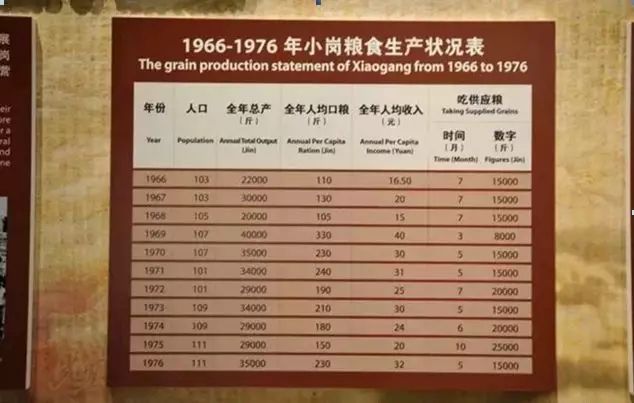 展
岗
营
eir
ore
r a
ral
nd
ne
1966-1976 年小岗粮食生产状况表
The grain production statement of Xiaogang from 1966 to 1976
年份 人口 全年总产 全年人均口粮 全年人均收入 吃供应粮
(斤) (斤) (元) Taking Supplied Grains
时间 数字
(月) (斤)
Year Population Annual Total Output Annual Per Capita Annual Per Capita Time (Month) Figures (Jin)
(Jin) Ration (Jin) Income (Yuan)
1966 103 22000 110 16.50 7 15000
1967 103 30000 130 20 7 15000
1968 105 20000 105 15 7 15000
1969 107 40000 330 40 3 8000
1970 107 35000 230 30 5 15000
1971 101 34000 240 31 5 15000
1972 101 29000 190 25 7 20000
1973 109 34000 210 30 5 15000
1974 109 29000 180 24 6 20000
1975 111 29000 150 20 10 25000
1976 111 35000 230 32 5 15000